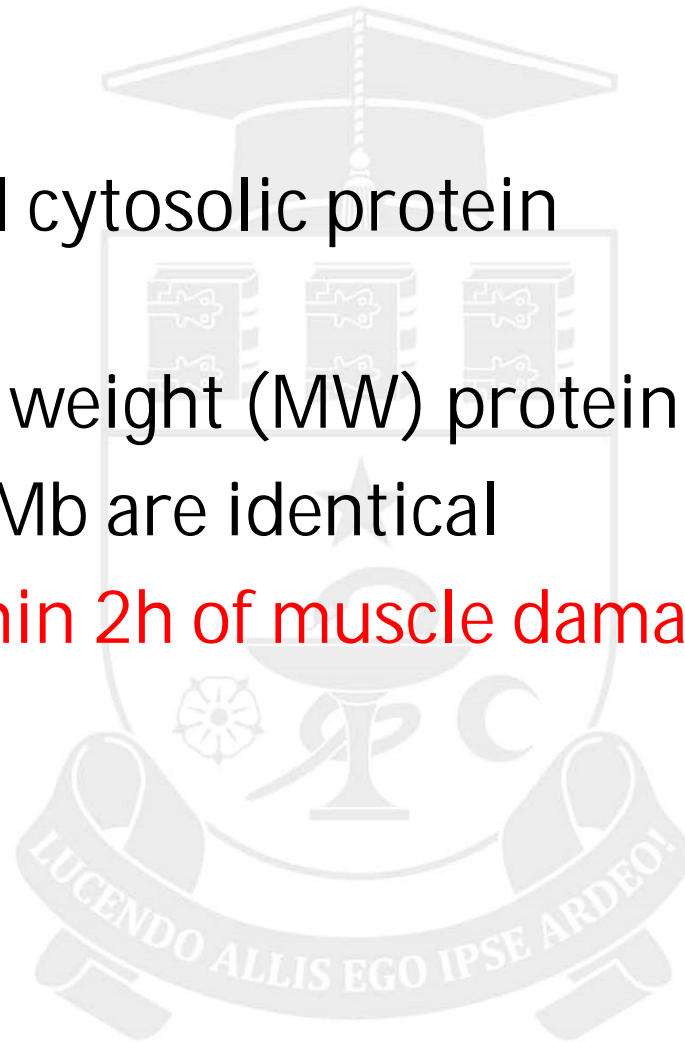 l cytosolic protein
weight (MW) protein
Mb are identical
hin 2h of muscle dama
LUCENDO ALLIS EGO IPSE ARDEO!